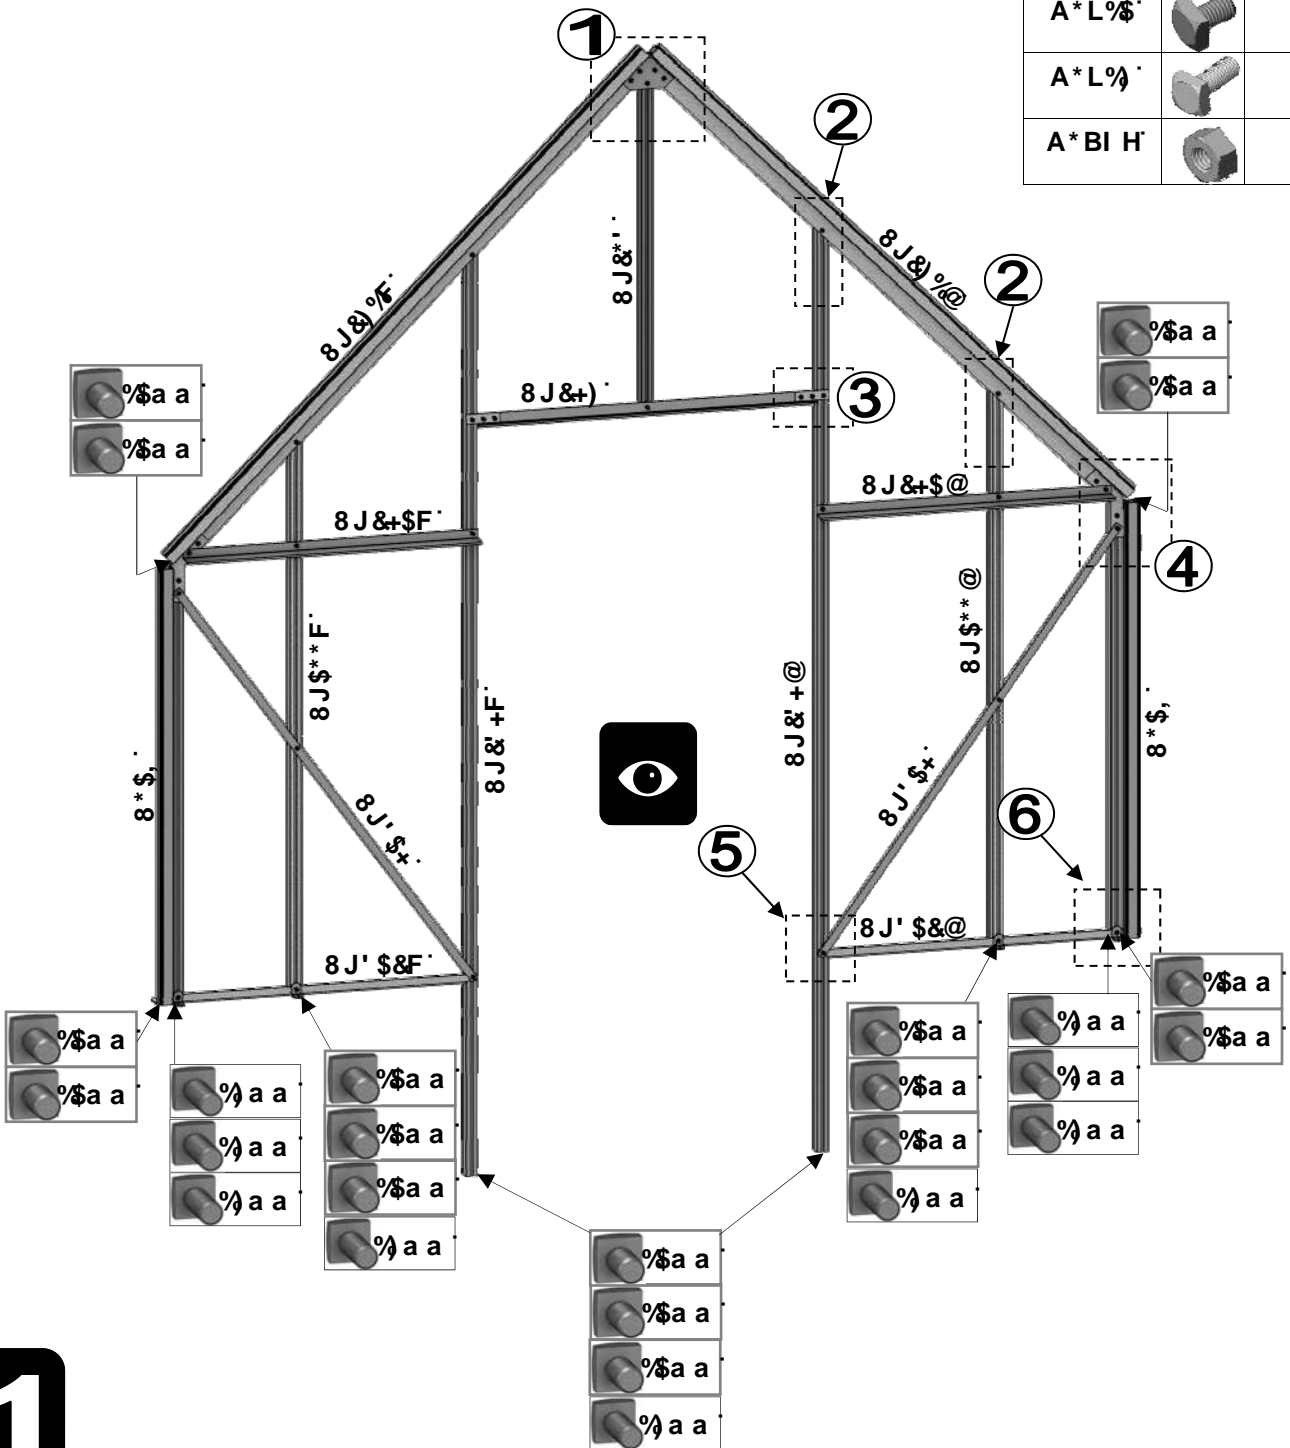 A*L%$˙
A*L%)˙
A*BI H˙
1
2
2
3
4
5
6
8J&)%F˙
8J&*'˙
8J&)%@
8J&+)˙
8J&+$F˙
8J&+$@
8J$**F˙
8J$**@
8J&'+F˙
8J&'+@
8*$,˙
8*$,˙
8J'$+˙
8J'$+˙
8J'$&F˙
8J'$&@
%$a a˙
%$a a˙
%$a a˙
%$a a˙
%$a a˙
%$a a˙
%)a a˙
%)a a˙
%)a a˙
%$a a˙
%$a a˙
%$a a˙
%)a a˙
%$a a˙
%$a a˙
%$a a˙
%)a a˙
%$a a˙
%$a a˙
%$a a˙
%)a a˙
%)a a˙
%)a a˙
%)a a˙
%$a a˙
%$a a˙
1